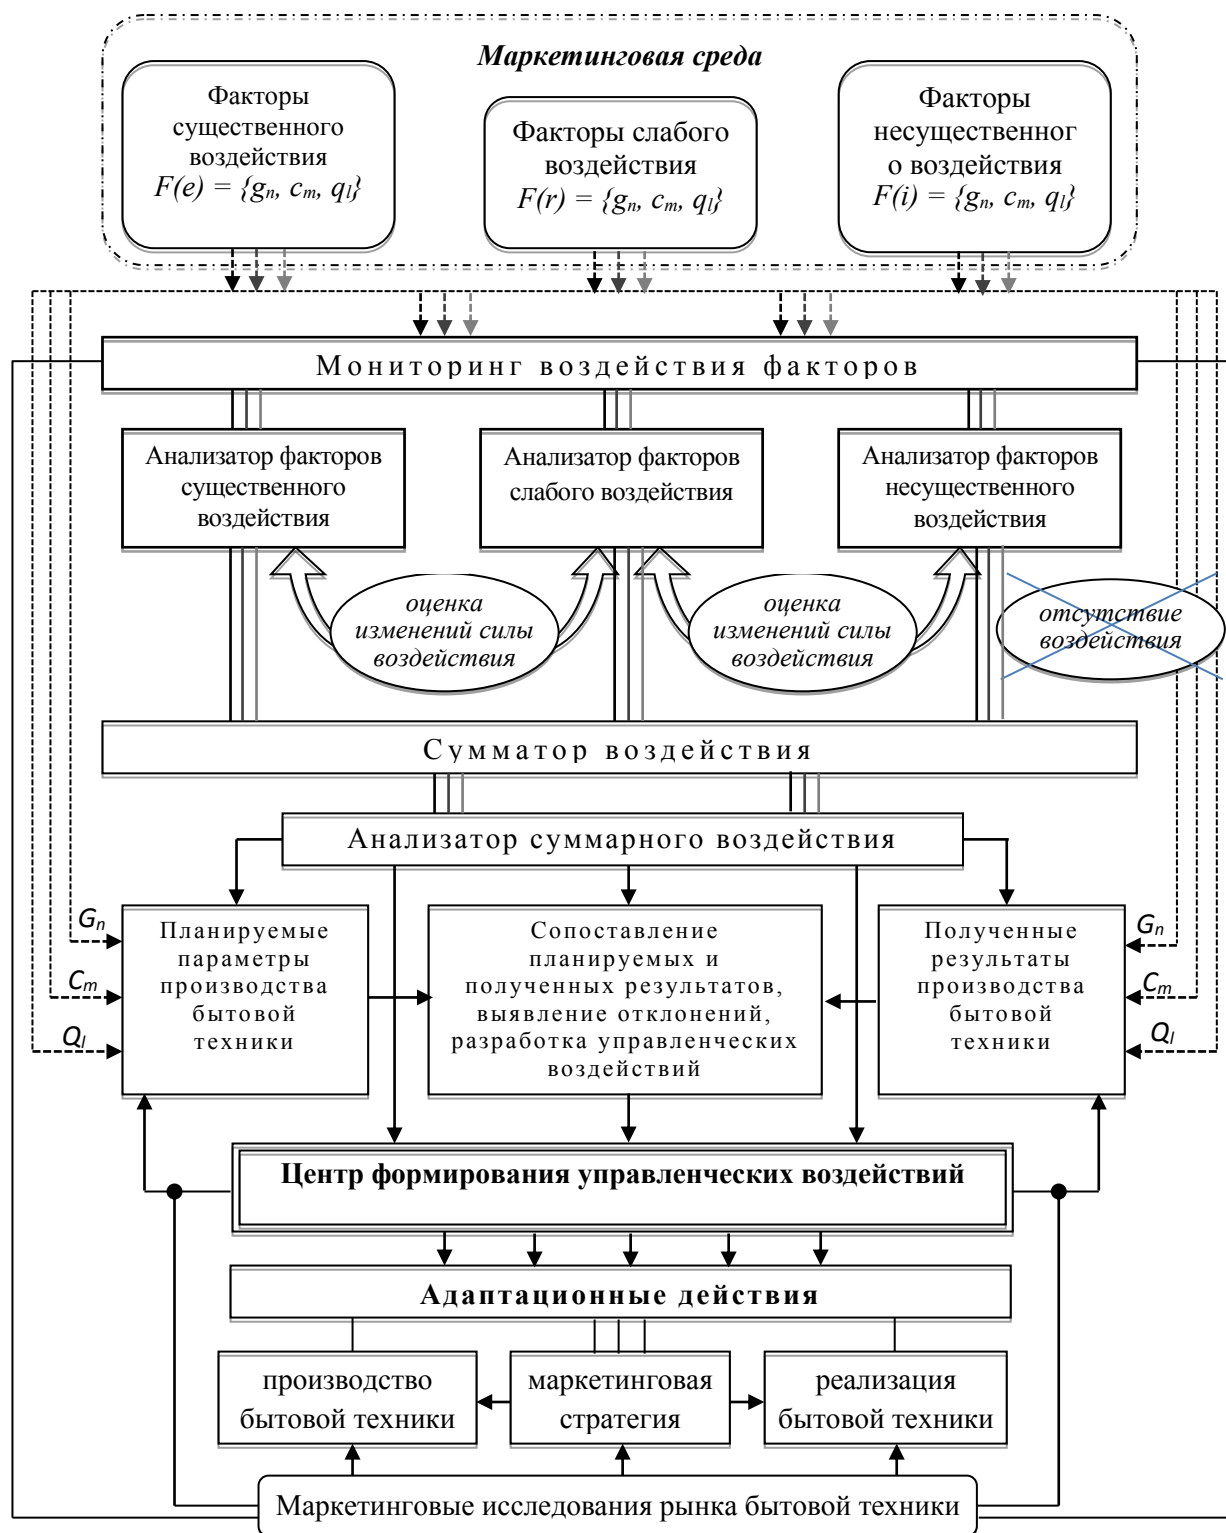 Маркетинговая среда
Факторы
существенного
воздействия
F(e) = {gₙ, cₘ, qₗ}
Факторы слабого
воздействия
F(r) = {gₙ, cₘ, qₗ}
Факторы
несущественног
о воздействия
F(i) = {gₙ, cₘ, qₗ}
Мониторинг воздействия факторов
Анализатор факторов
существенного
воздействия
Анализатор факторов
слабого воздействия
Анализатор факторов
несущественного
воздействия
оценка
изменений силы
воздействия
оценка
изменений силы
воздействия
отсутствие
воздействия
Сумматор воздействия
Анализатор суммарного воздействия
Gₙ
Cₘ
Qₗ
Планируемые
параметры
производства
бытовой
техники
Сопоставление
планируемых и
полученных результатов,
выявление отклонений,
разработка управленческих
воздействий
Полученные
результаты
производства
бытовой
техники
Gₙ
Cₘ
Qₗ
Центр формирования управленческих воздействий
Адаптационные действия
производство
бытовой техники
маркетинговая
стратегия
реализация
бытовой техники
Маркетинговые исследования рынка бытовой техники